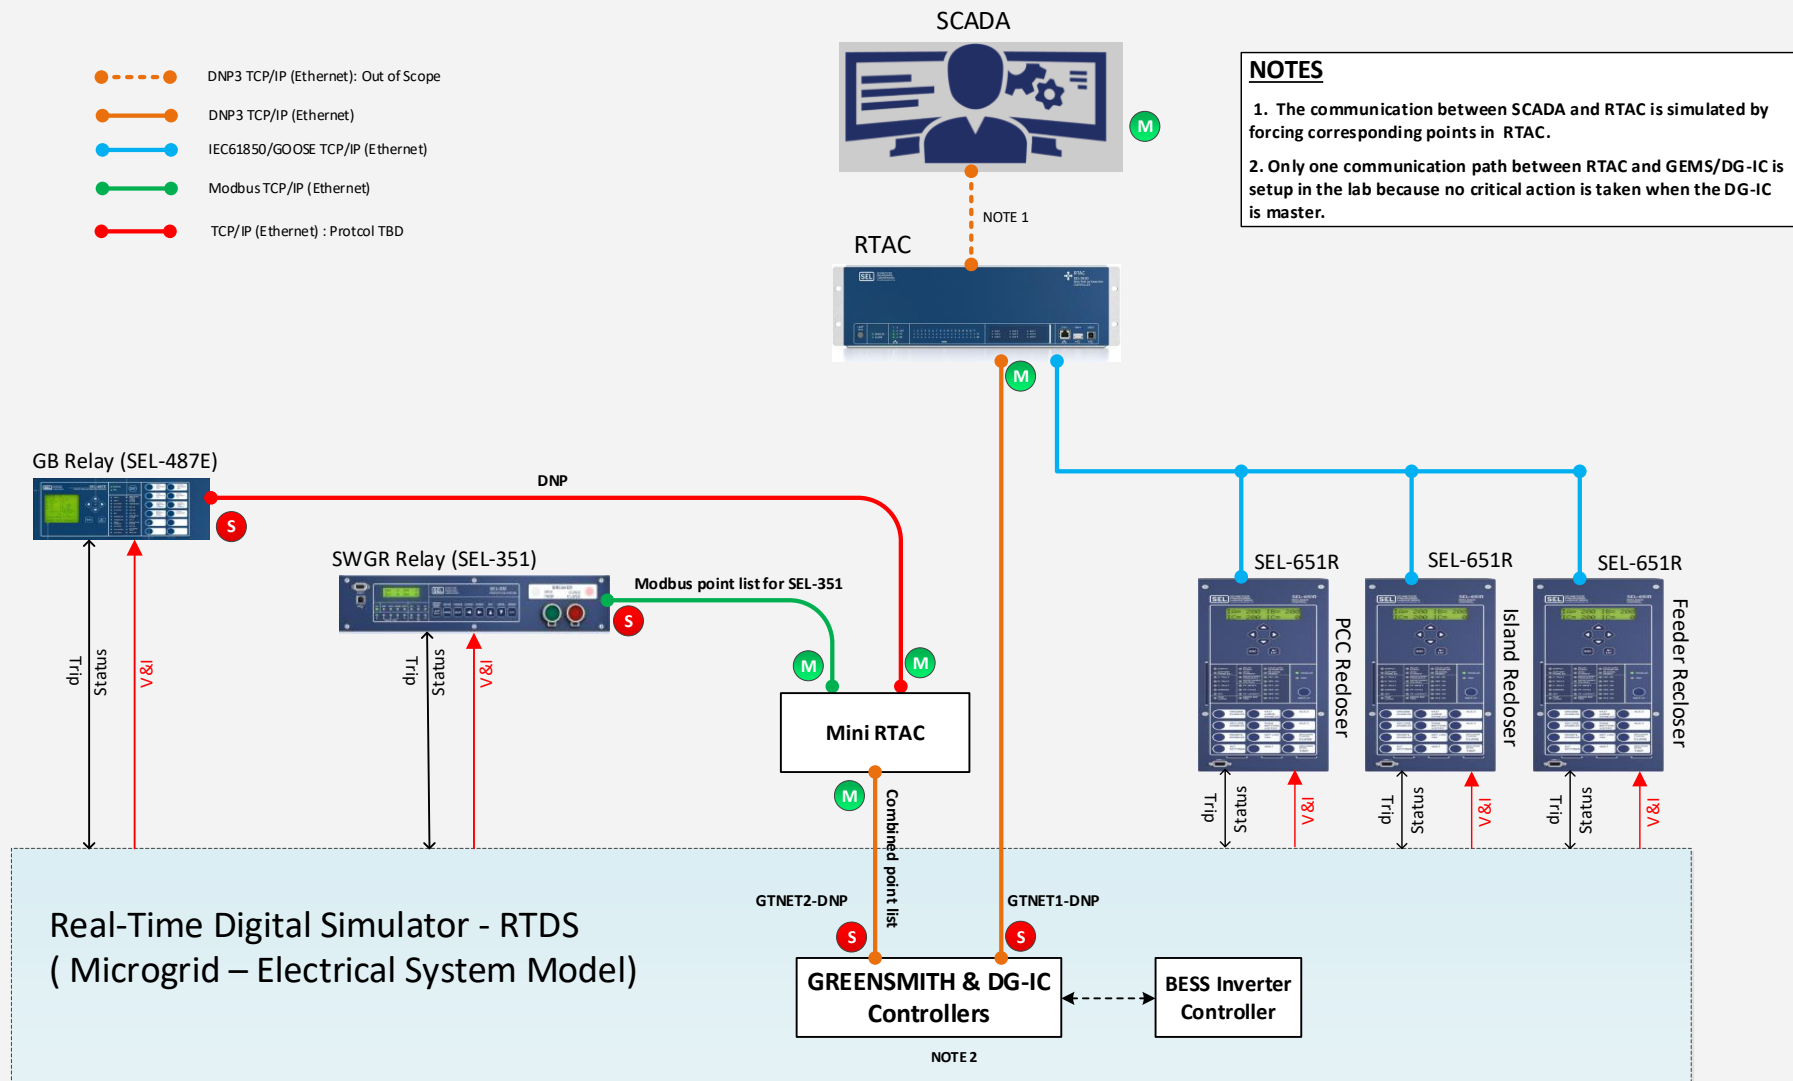 SCADA
DNP3 TCP/IP (Ethernet): Out of Scope
DNP3 TCP/IP (Ethernet)
IEC61850/GOOSE TCP/IP (Ethernet)
Modbus TCP/IP (Ethernet)
TCP/IP (Ethernet) : Protcol TBD
M
NOTES
1. The communication between SCADA and RTAC is simulated by
forcing corresponding points in RTAC.
2. Only one communication path between RTAC and GEMS/DG-IC is
setup in the lab because no critical action is taken when the DG-IC
is master.
NOTE 1
RTAC
SEL
RTAC
M
GB Relay (SEL-487E)
DNP
S
SWGR Relay (SEL-351)
Modbus point list for SEL-351
S
M
M
Mini RTAC
M
Combined point list
Trip
Status
V&I
Trip
Status
V&I
SEL-651R
SEL-651R
SEL-651R
SEL
SEL
SEL
PCC Recloser
Island Recloser
Feeder Recloser
Trip
Status
V&I
Trip
Status
V&I
Trip
Status
V&I
GTNET2-DNP
GTNET1-DNP
S
S
Real-Time Digital Simulator - RTDS
( Microgrid – Electrical System Model)
GREENSMITH & DG-IC
Controllers
BESS Inverter
Controller
NOTE 2